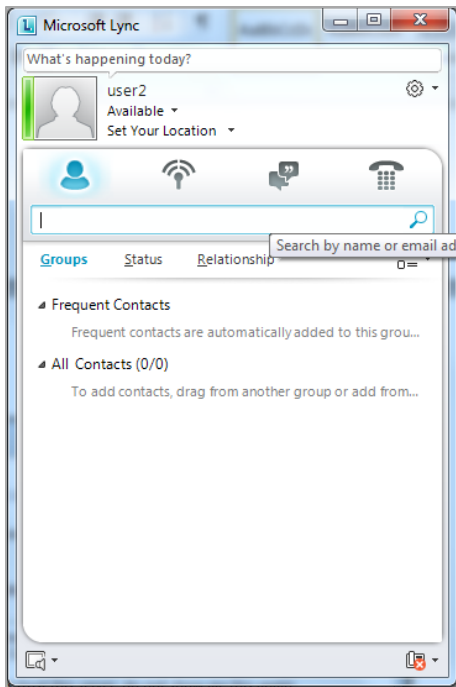 Microsoft Lync
What's happening today?
user2
Available
Set Your Location
Search by name or email ad
Groups Status Relationship
Frequent Contacts
Frequent contacts are automatically added to this grou...
All Contacts (0/0)
To add contacts, drag from another group or add from...